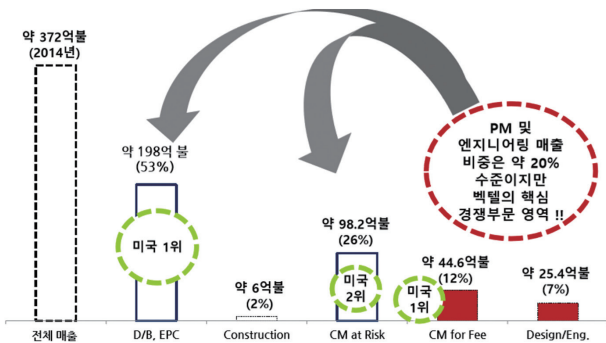 약 372억불
(2014년)
약 198억 불
(53%)
미국 1위
약 6억불
(2%)
약 98.2억불
(26%)
미국
2위
약 44.6억불
(12%)
미국
1위
약 25.4억불
(7%)
PM 및
엔지니어링 매출
비중은 약 20%
수준이지만
벡텔의 핵심
경쟁부문 영역 !!
전체 매출
D/B, EPC
Construction
CM at Risk
CM for Fee
Design/Eng.